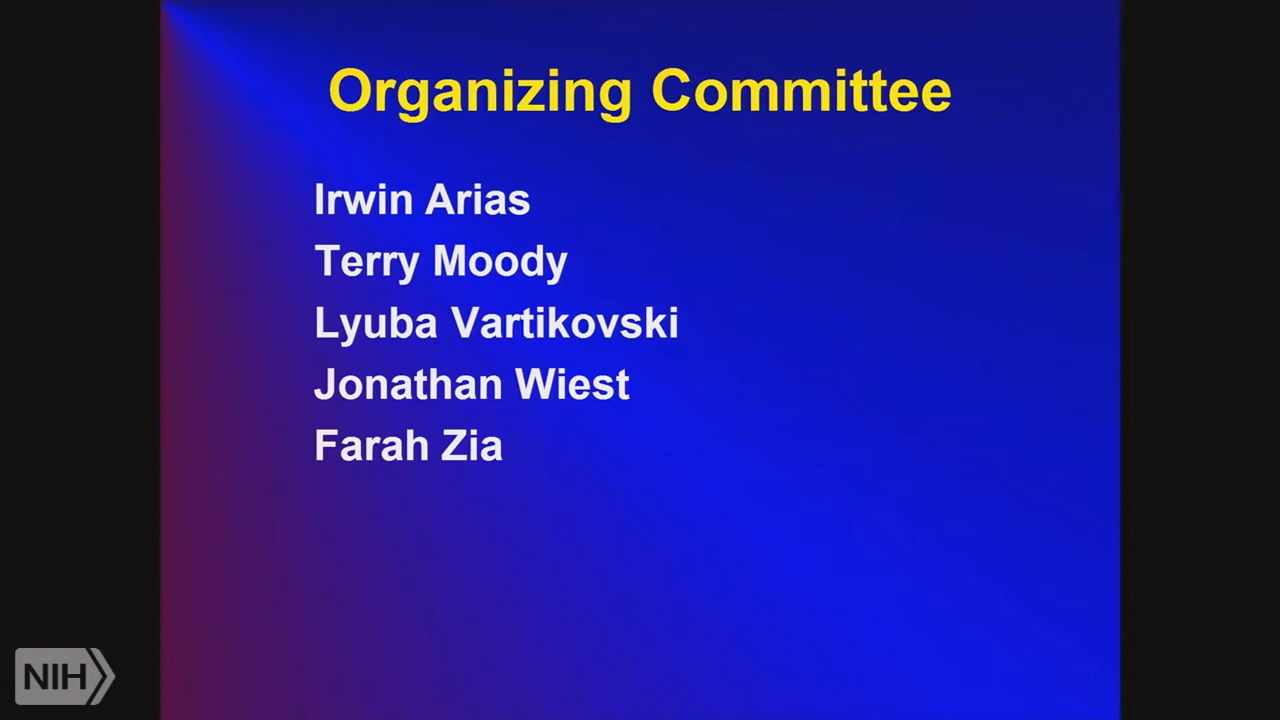 Organizing Committee
Irwin Arias
Terry Moody
Lyuba Vartikovski
Jonathan Wiest
Farah Zia
NIH